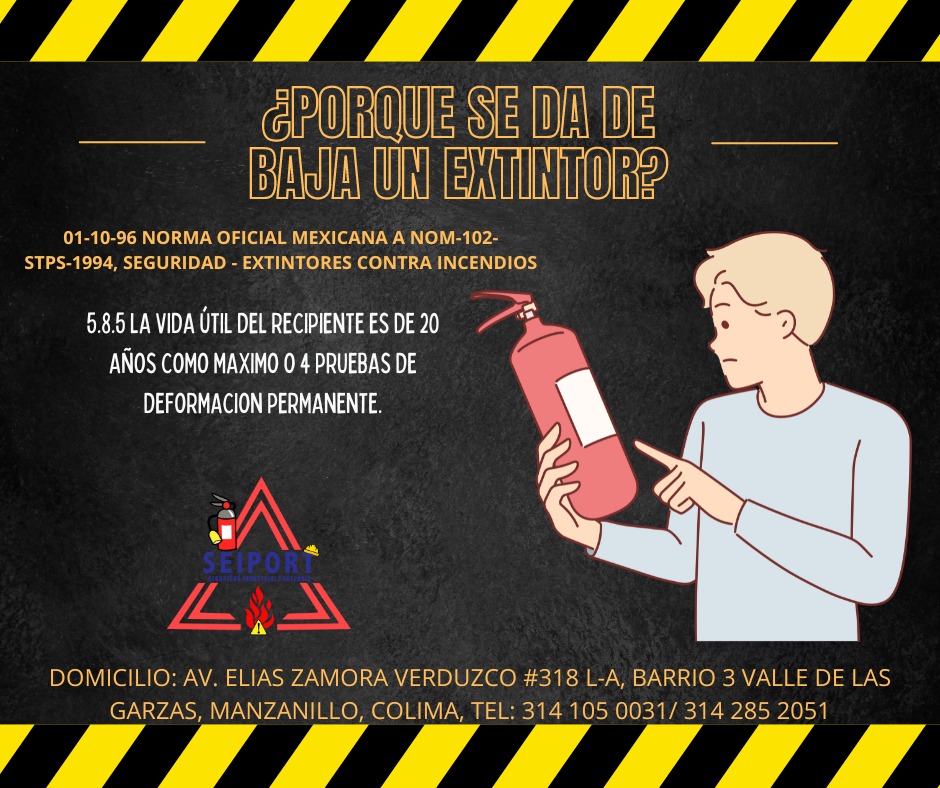 ¿PORQUE SE DA DE
BAJA UN EXTINTOR?
01-10-96 NORMA OFICIAL MEXICANA A NOM-102-
STPS-1994, SEGURIDAD - EXTINTORES CONTRA INCENDIOS
5.8.5 LA VIDA ÚTIL DEL RECIPIENTE ES DE 20
AÑOS COMO MAXIMO O 4 PRUEBAS DE
DEFORMACION PERMANENTE.
SEIPORT
DOMICILIO: AV. ELIAS ZAMORA VERDUZCO #318 L-A, BARRIO 3 VALLE DE LAS
GARZAS, MANZANILLO, COLIMA, TEL: 314 105 0031/ 314 285 2051